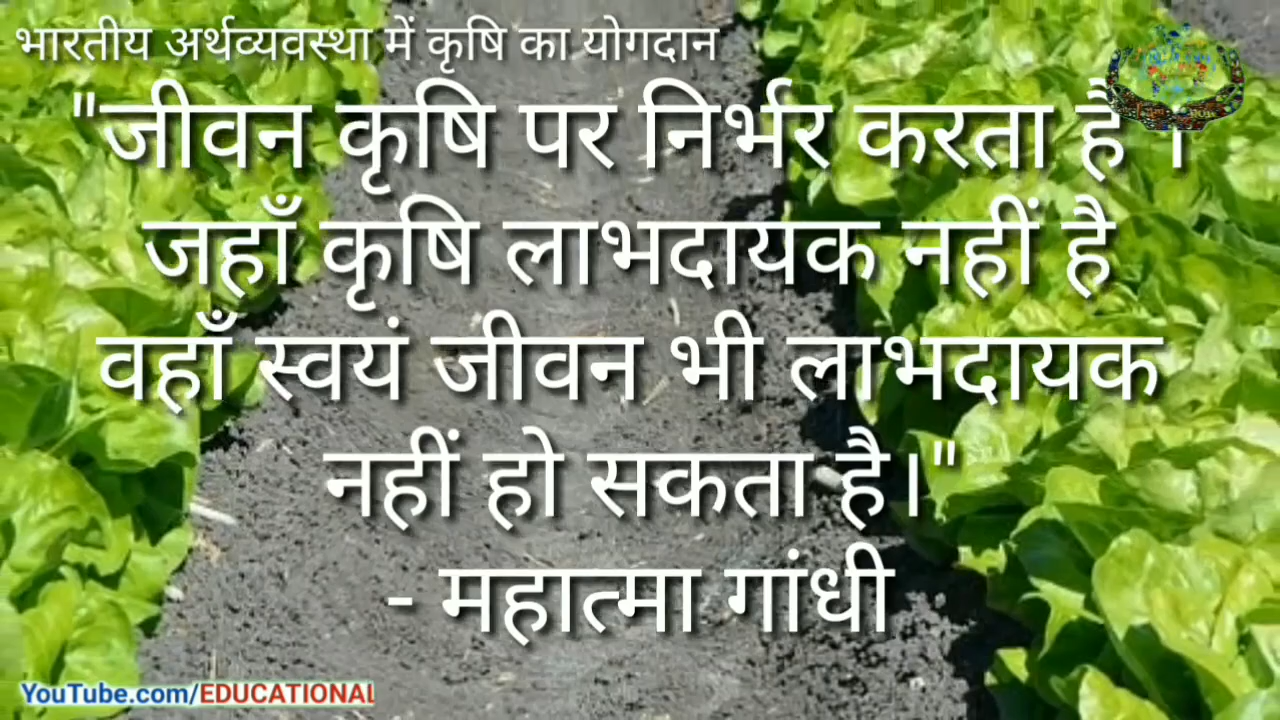 भारतीय अर्थव्यवस्था में कृषि का योगदान
"जीवन कृषि पर निर्भर करता है ।
जहाँ कृषि लाभदायक नहीं है
वहाँ स्वयं जीवन भी लाभदायक
नहीं हो सकता है।"
- महात्मा गांधी
YouTube.com/EDUCATIONAL